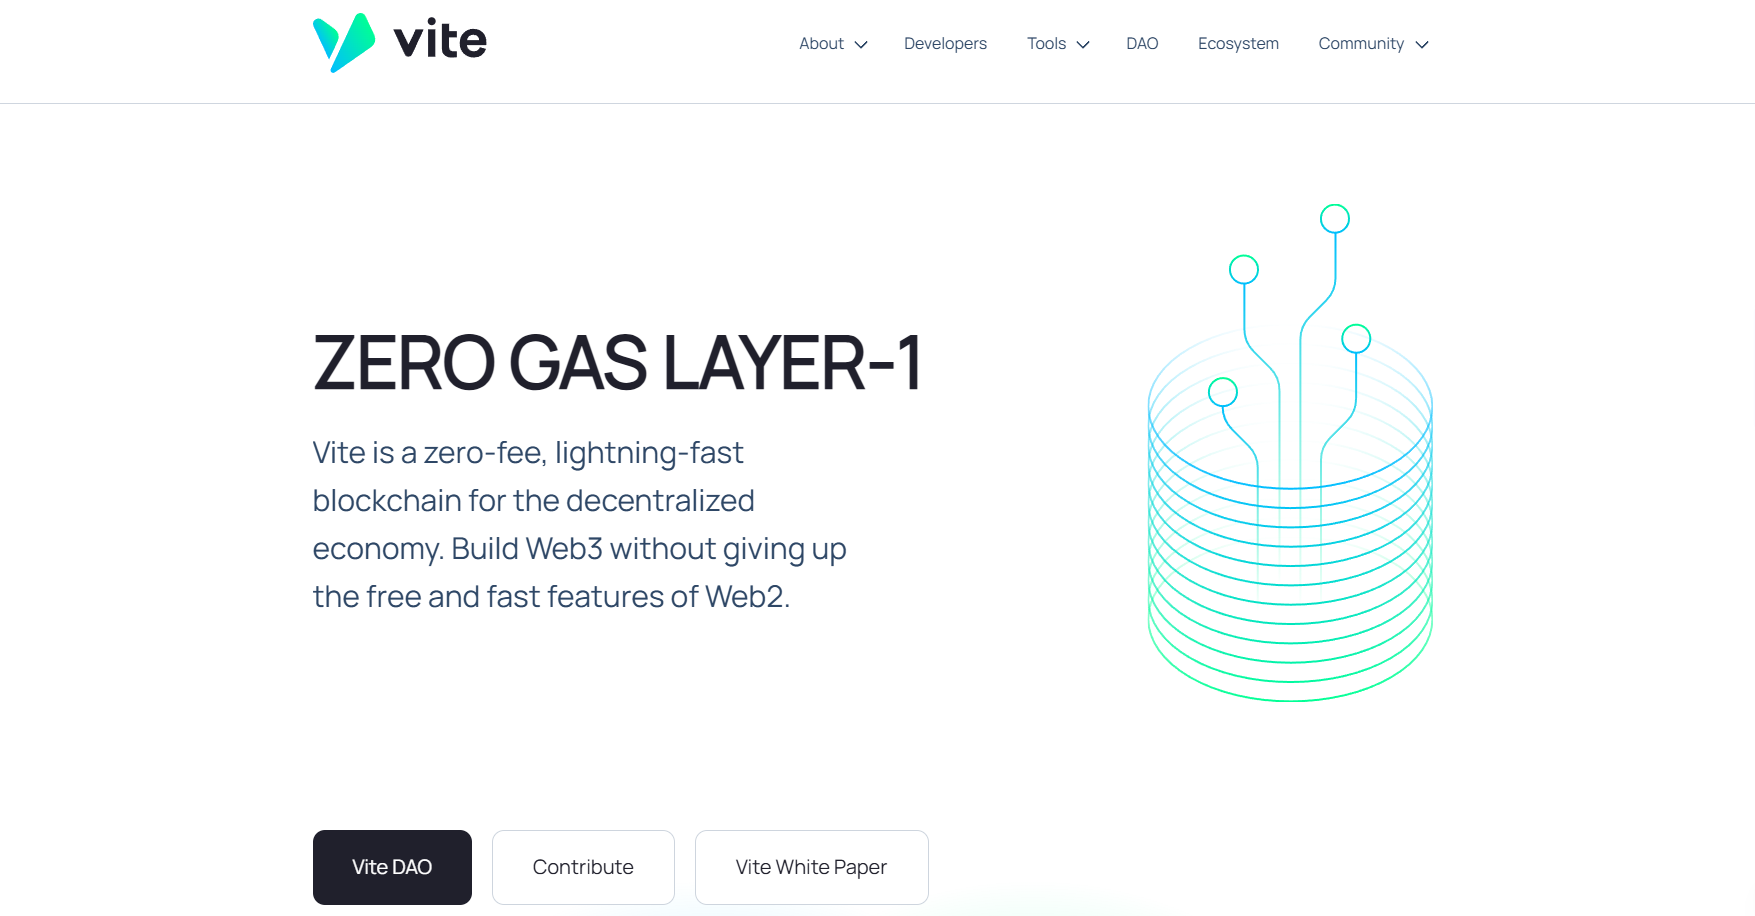 vite
About
Developers
Tools
DAO
Ecosystem
Community
ZERO GAS LAYER-1
Vite is a zero-fee, lightning-fast
blockchain for the decentralized
economy. Build Web3 without giving up
the free and fast features of Web2.
Vite DAO
Contribute
Vite White Paper